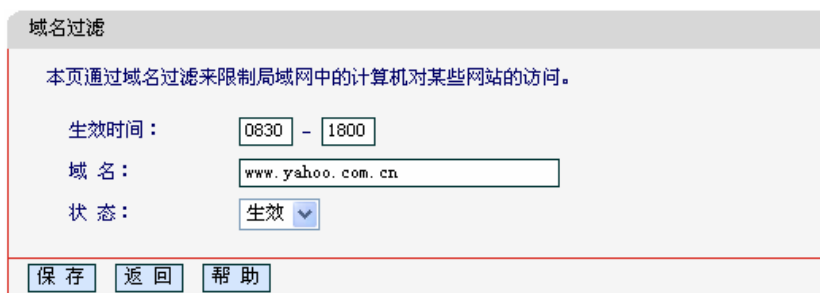 域名过滤
本页通过域名过滤来限制局域网中的计算机对某些网站的访问。
生效时间： 0830 - 1800
域 名： www.yahoo.com.cn
状 态： 生效
保 存 返 回 帮 助